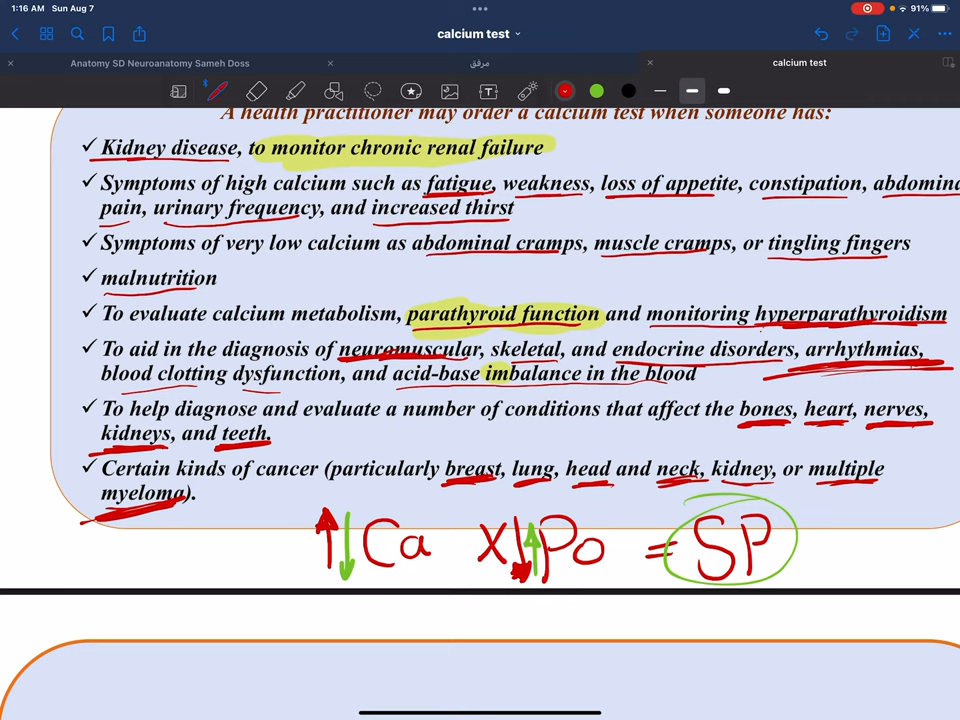 1:16 AM Sun Aug 7
91%
calcium test
Anatomy SD Neuroanatomy Sameh Doss
مرفق
calcium test
A health practitioner may order a calcium test when someone has:
✓ Kidney disease, to monitor chronic renal failure
✓ Symptoms of high calcium such as fatigue, weakness, loss of appetite, constipation, abdomina
pain, urinary frequency, and increased thirst
✓ Symptoms of very low calcium as abdominal cramps, muscle cramps, or tingling fingers
✓ malnutrition
✓ To evaluate calcium metabolism, parathyroid function and monitoring hyperparathyroidism
✓ To aid in the diagnosis of neuromuscular, skeletal, and endocrine disorders, arrhythmias,
blood clotting dysfunction, and acid-base imbalance in the blood
✓ To help diagnose and evaluate a number of conditions that affect the bones, heart, nerves,
kidneys, and teeth.
✓ Certain kinds of cancer (particularly breast, lung, head and neck, kidney, or multiple
myeloma).
↑↓ Ca X ↓↑ Po = SP